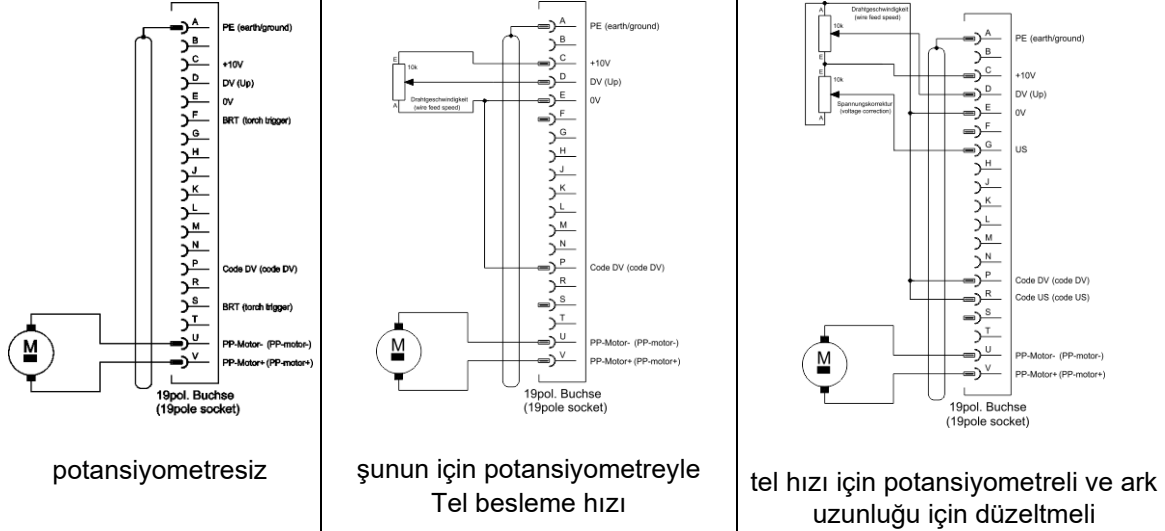 A
PE (earth/ground)
B
C
+10V
D
DV (Up)
E
0V
F
BRT (torch trigger)
G
H
J
K
L
M
N
P
Code DV (code DV)
R
S
BRT (torch trigger)
T
U
PP-Motor- (PP-motor-)
V
PP-Motor+ (PP-motor+)
M
19pol. Buchse
(19pole socket)
potansiyometresiz
A
PE (earth/ground)
B
E
10k
C
+10V
D
DV (Up)
Drahtgeschwindigkeit
(wire feed speed)
A
E
0V
F
G
H
J
K
L
M
N
P
Code DV (code DV)
R
S
T
U
PP-Motor- (PP-motor-)
V
PP-Motor+ (PP-motor+)
M
19pol. Buchse
(19pole socket)
şunun için potansiyometreyle
Tel besleme hızı
Drahtgeschwindigkeit
(wire feed speed)
A
10k
E
A
PE (earth/ground)
B
E
10k
C
+10V
D
DV (Up)
Spannungskorrektur
(voltage correction)
A
E
0V
F
G
US
H
J
K
L
M
N
P
Code DV (code DV)
R
Code US (code US)
S
T
U
PP-Motor- (PP-motor-)
V
PP-Motor+ (PP-motor+)
M
19pol. Buchse
(19pole socket)
tel hızı için potansiyometreli ve ark
uzunluğu için düzeltmeli